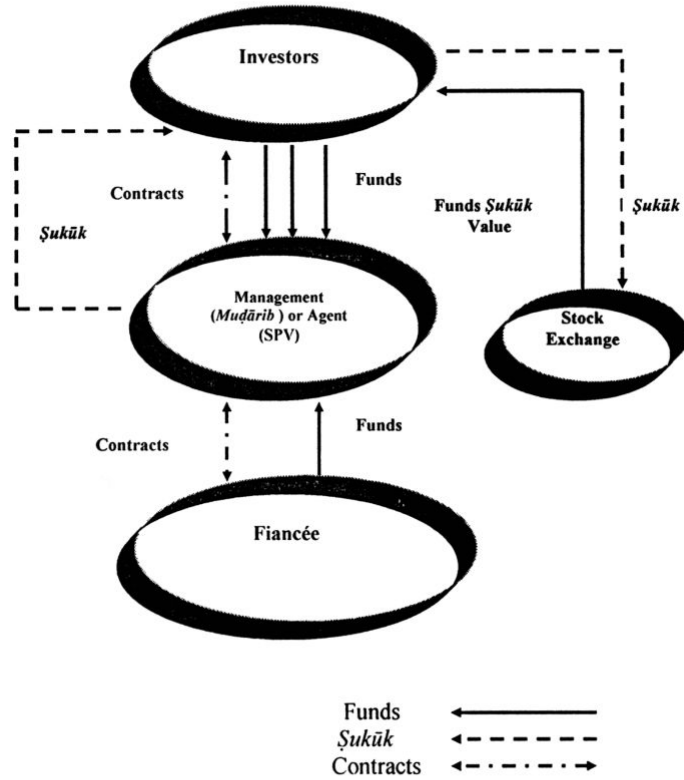 Investors
Contracts
Funds
Ṣukūk
Funds Ṣukūk
Value
Ṣukūk
Management
(Muḍārib ) or Agent
(SPV)
Stock
Exchange
Contracts
Funds
Fiancée
Funds
Ṣukūk
Contracts